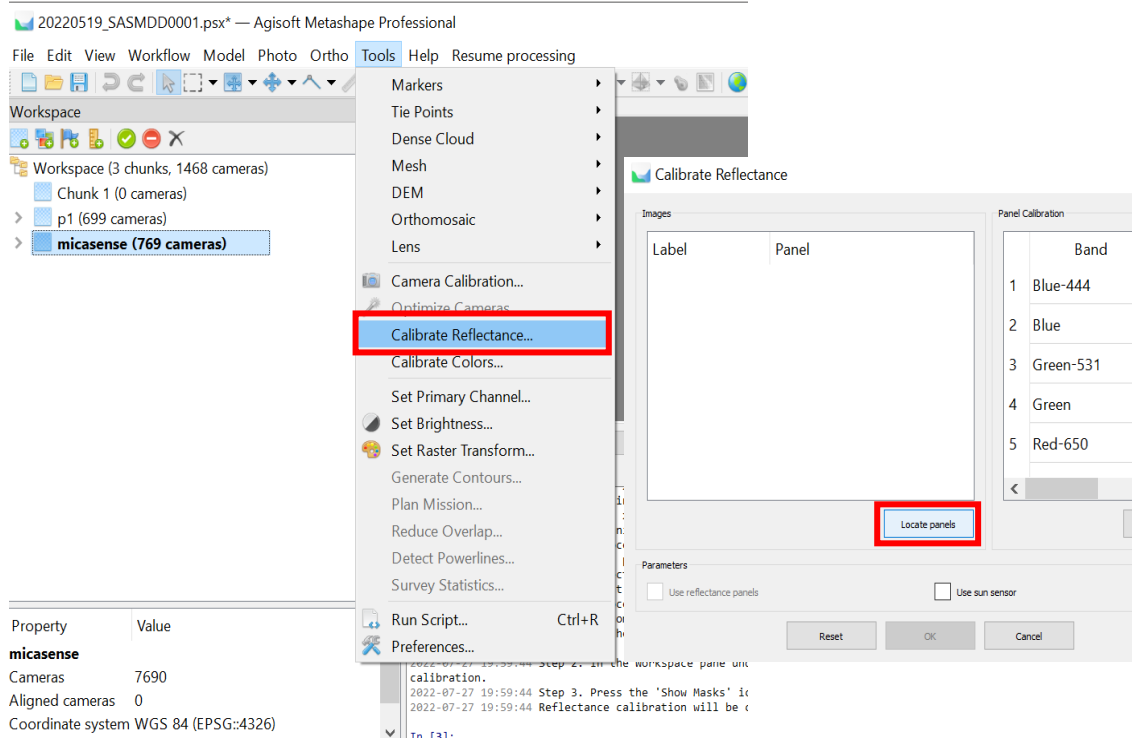 20220519_SASMDD0001.psx* — Agisoft Metashape Professional
File Edit View Workflow Model Photo Ortho Tools Help Resume processing
Workspace
Workspace (3 chunks, 1468 cameras)
Chunk 1 (0 cameras)
p1 (699 cameras)
micasense (769 cameras)
Markers
Tie Points
Dense Cloud
Mesh
DEM
Orthomosaic
Lens
Camera Calibration...
Optimize Cameras...
Calibrate Reflectance...
Calibrate Colors...
Set Primary Channel...
Set Brightness...
Set Raster Transform...
Generate Contours...
Plan Mission...
Reduce Overlap...
Detect Powerlines...
Survey Statistics...
Run Script... Ctrl+R
Preferences...
Calibrate Reflectance
Images
Label Panel
Locate panels
Panel Calibration
Band
1 Blue-444
2 Blue
3 Green-531
4 Green
5 Red-650
Parameters
Use reflectance panels
Use sun sensor
Reset OK Cancel
Property Value
micasense
Cameras 7690
Aligned cameras 0
Coordinate system WGS 84 (EPSG::4326)
2022-07-27 19:59:44 Step 2. In the workspace pane
calibration.
2022-07-27 19:59:44 Step 3. Press the 'Show Masks'
2022-07-27 19:59:44 Reflectance calibration will be
In [3]: